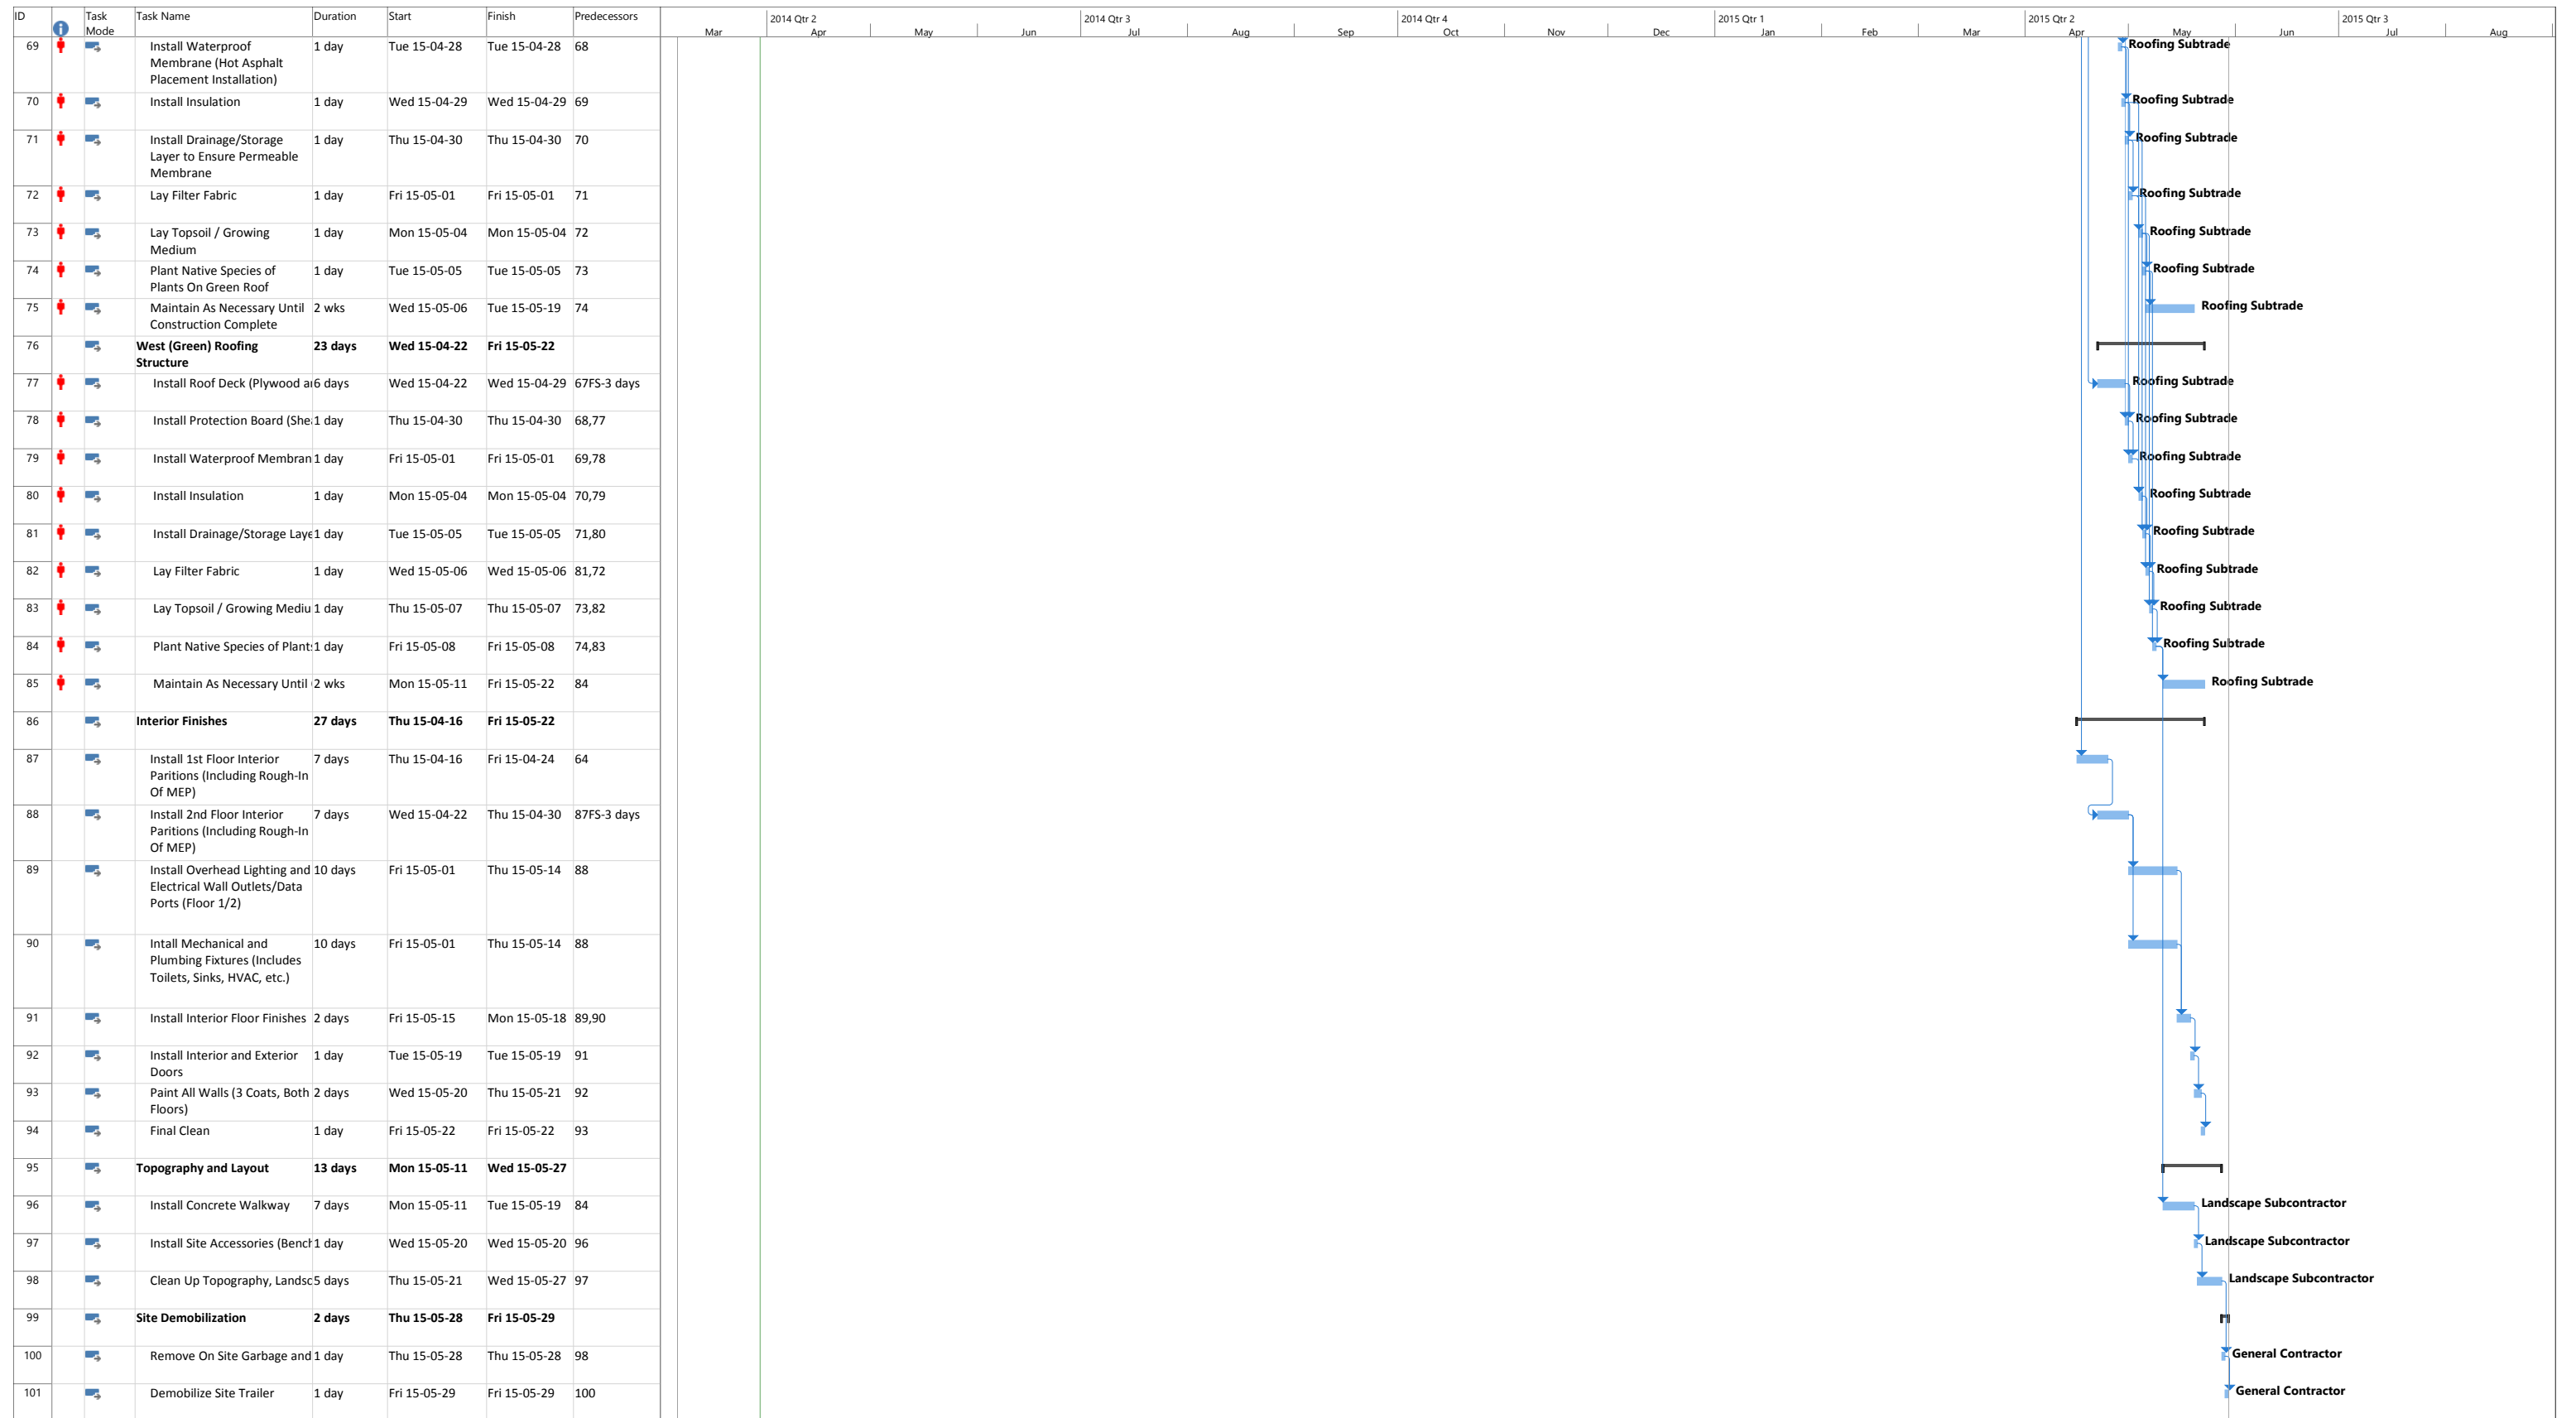 ID Task Mode Task Name Duration Start Finish Predecessors
2014 Qtr 2 2014 Qtr 3 2014 Qtr 4 2015 Qtr 1 2015 Qtr 2 2015 Qtr 3
Mar Apr May Jun Jul Aug Sep Oct Nov Dec Jan Feb Mar Apr May Jun Jul Aug
69 Install Waterproof 1 day Tue 15-04-28 Tue 15-04-28 68 Roofing Subtrade
Membrane (Hot Asphalt
Placement Installation)
70 Install Insulation 1 day Wed 15-04-29 Wed 15-04-29 69 Roofing Subtrade
71 Install Drainage/Storage 1 day Thu 15-04-30 Thu 15-04-30 70 Roofing Subtrade
Layer to Ensure Permeable
Membrane
72 Lay Filter Fabric 1 day Fri 15-05-01 Fri 15-05-01 71 Roofing Subtrade
73 Lay Topsoil / Growing 1 day Mon 15-05-04 Mon 15-05-04 72 Roofing Subtrade
Medium
74 Plant Native Species of 1 day Tue 15-05-05 Tue 15-05-05 73 Roofing Subtrade
Plants On Green Roof
75 Maintain As Necessary Until 2 wks Wed 15-05-06 Tue 15-05-19 74 Roofing Subtrade
Construction Complete
76 West (Green) Roofing 23 days Wed 15-04-22 Fri 15-05-22
Structure
77 Install Roof Deck (Plywood a 6 days Wed 15-04-22 Wed 15-04-29 67FS-3 days Roofing Subtrade
78 Install Protection Board (She 1 day Thu 15-04-30 Thu 15-04-30 68,77 Roofing Subtrade
79 Install Waterproof Membran 1 day Fri 15-05-01 Fri 15-05-01 69,78 Roofing Subtrade
80 Install Insulation 1 day Mon 15-05-04 Mon 15-05-04 70,79 Roofing Subtrade
81 Install Drainage/Storage Laye 1 day Tue 15-05-05 Tue 15-05-05 71,80 Roofing Subtrade
82 Lay Filter Fabric 1 day Wed 15-05-06 Wed 15-05-06 81,72 Roofing Subtrade
83 Lay Topsoil / Growing Mediu 1 day Thu 15-05-07 Thu 15-05-07 73,82 Roofing Subtrade
84 Plant Native Species of Plants 1 day Fri 15-05-08 Fri 15-05-08 74,83 Roofing Subtrade
85 Maintain As Necessary Until 2 wks Mon 15-05-11 Fri 15-05-22 84 Roofing Subtrade
86 Interior Finishes 27 days Thu 15-04-16 Fri 15-05-22
87 Install 1st Floor Interior 7 days Thu 15-04-16 Fri 15-04-24 64
Paritions (Including Rough-In
Of MEP)
88 Install 2nd Floor Interior 7 days Wed 15-04-22 Thu 15-04-30 87FS-3 days
Paritions (Including Rough-In
Of MEP)
89 Install Overhead Lighting and 10 days Fri 15-05-01 Thu 15-05-14 88
Electrical Wall Outlets/Data
Ports (Floor 1/2)
90 Intall Mechanical and 10 days Fri 15-05-01 Thu 15-05-14 88
Plumbing Fixtures (Includes
Toilets, Sinks, HVAC, etc.)
91 Install Interior Floor Finishes 2 days Fri 15-05-15 Mon 15-05-18 89,90
92 Install Interior and Exterior 1 day Tue 15-05-19 Tue 15-05-19 91
Doors
93 Paint All Walls (3 Coats, Both 2 days Wed 15-05-20 Thu 15-05-21 92
Floors)
94 Final Clean 1 day Fri 15-05-22 Fri 15-05-22 93
95 Topography and Layout 13 days Mon 15-05-11 Wed 15-05-27
96 Install Concrete Walkway 7 days Mon 15-05-11 Tue 15-05-19 84 Landscape Subcontractor
97 Install Site Accessories (Bench 1 day Wed 15-05-20 Wed 15-05-20 96 Landscape Subcontractor
98 Clean Up Topography, Landsc 5 days Thu 15-05-21 Wed 15-05-27 97 Landscape Subcontractor
99 Site Demobilization 2 days Thu 15-05-28 Fri 15-05-29
100 Remove On Site Garbage and 1 day Thu 15-05-28 Thu 15-05-28 98 General Contractor
101 Demobilize Site Trailer 1 day Fri 15-05-29 Fri 15-05-29 100 General Contractor